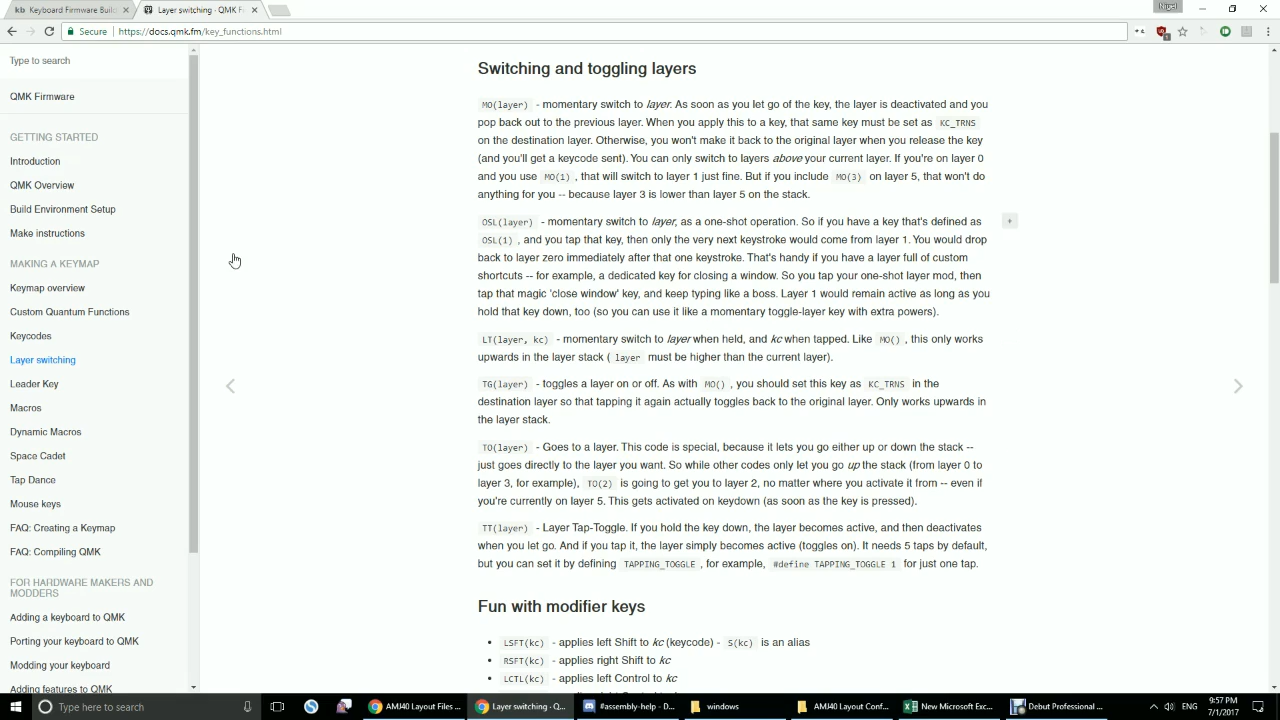 Keyboard Firmware Build
Layer switching · QMK F
Nigel
Secure
https://docs.qmk.fm/key_functions.html
Type to search
QMK Firmware
GETTING STARTED
Introduction
QMK Overview
Build Environment Setup
Make instructions
MAKING A KEYMAP
Keymap overview
Custom Quantum Functions
Keycodes
Layer switching
Leader Key
Macros
Dynamic Macros
Space Cadet
Tap Dance
Mouse keys
FAQ: Creating a Keymap
FAQ: Compiling QMK
FOR HARDWARE MAKERS AND
MODDERS
Adding a keyboard to QMK
Porting your keyboard to QMK
Modding your keyboard
Adding features to QMK
Switching and toggling layers
MO(layer) - momentary switch to layer. As soon as you let go of the key, the layer is deactivated and you
pop back out to the previous layer. When you apply this to a key, that same key must be set as KC_TRNS
on the destination layer. Otherwise, you won't make it back to the original layer when you release the key
(and you'll get a keycode sent). You can only switch to layers above your current layer. If you're on layer 0
and you use MO(1) , that will switch to layer 1 just fine. But if you include MO(3) on layer 5, that won't do
anything for you -- because layer 3 is lower than layer 5 on the stack.
OSL(layer) - momentary switch to layer, as a one-shot operation. So if you have a key that's defined as
+
OSL(1) , and you tap that key, then only the very next keystroke would come from layer 1. You would drop
back to layer zero immediately after that one keystroke. That's handy if you have a layer full of custom
shortcuts -- for example, a dedicated key for closing a window. So you tap your one-shot layer mod, then
tap that magic 'close window' key, and keep typing like a boss. Layer 1 would remain active as long as you
hold that key down, too (so you can use it like a momentary toggle-layer key with extra powers).
LT(layer, kc) - momentary switch to layer when held, and kc when tapped. Like MO() , this only works
upwards in the layer stack ( layer must be higher than the current layer).
TG(layer) - toggles a layer on or off. As with MO() , you should set this key as KC_TRNS in the
destination layer so that tapping it again actually toggles back to the original layer. Only works upwards in
the layer stack.
TO(layer) - Goes to a layer. This code is special, because it lets you go either up or down the stack --
just goes directly to the layer you want. So while other codes only let you go up the stack (from layer 0 to
layer 3, for example), TO(2) is going to get you to layer 2, no matter where you activate it from -- even if
you're currently on layer 5. This gets activated on keydown (as soon as the key is pressed).
TT(layer) - Layer Tap-Toggle. If you hold the key down, the layer becomes active, and then deactivates
when you let go. And if you tap it, the layer simply becomes active (toggles on). It needs 5 taps by default,
but you can set it by defining TAPPING_TOGGLE , for example, #define TAPPING_TOGGLE 1 for just one tap.
Fun with modifier keys
• LSFT(kc) - applies left Shift to kc (keycode) - S(kc) is an alias
• RSFT(kc) - applies right Shift to kc
• LCTL(kc) - applies left Control to kc
Type here to search
AMJ40 Layout Files ...
Layer switching · Q...
#assembly-help - D...
windows
AMJ40 Layout Conf...
New Microsoft Exc...
Debut Professional ...
ENG
9:57 PM
7/1/2017